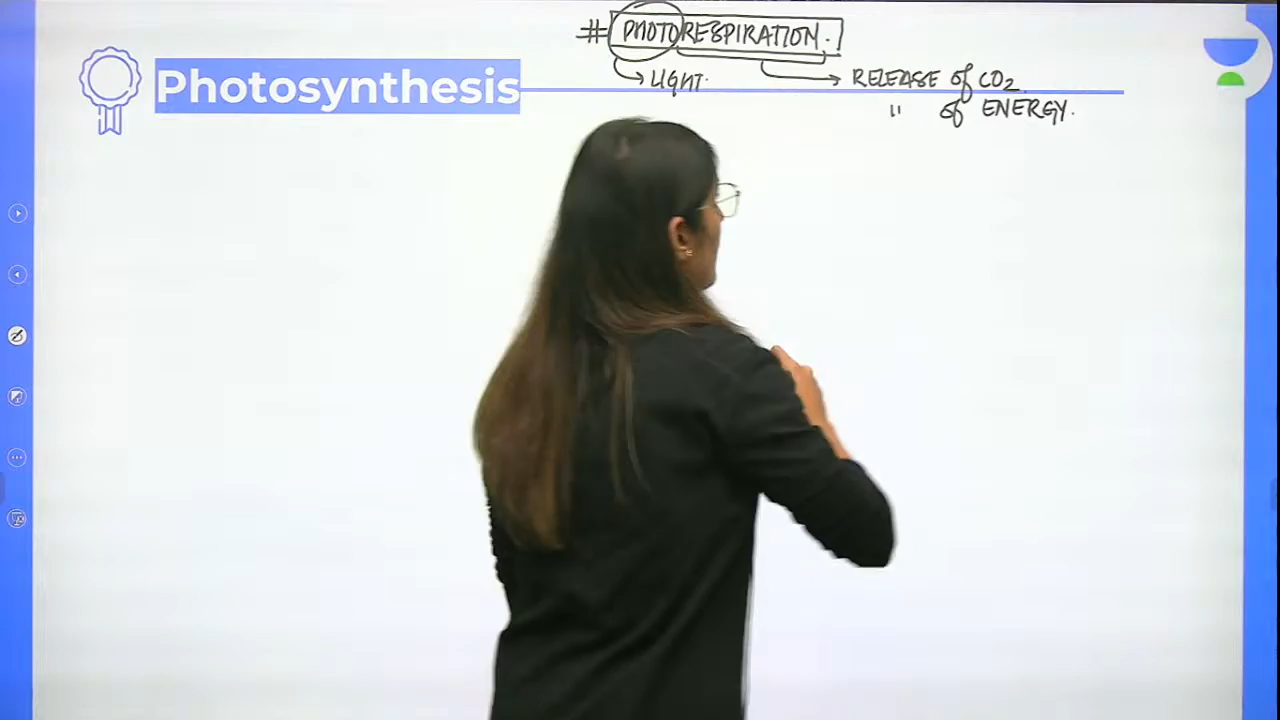 # PHOTORESPIRATION.
Photosynthesis
LIGHT.
RELEASE of CO2
" of ENERGY.